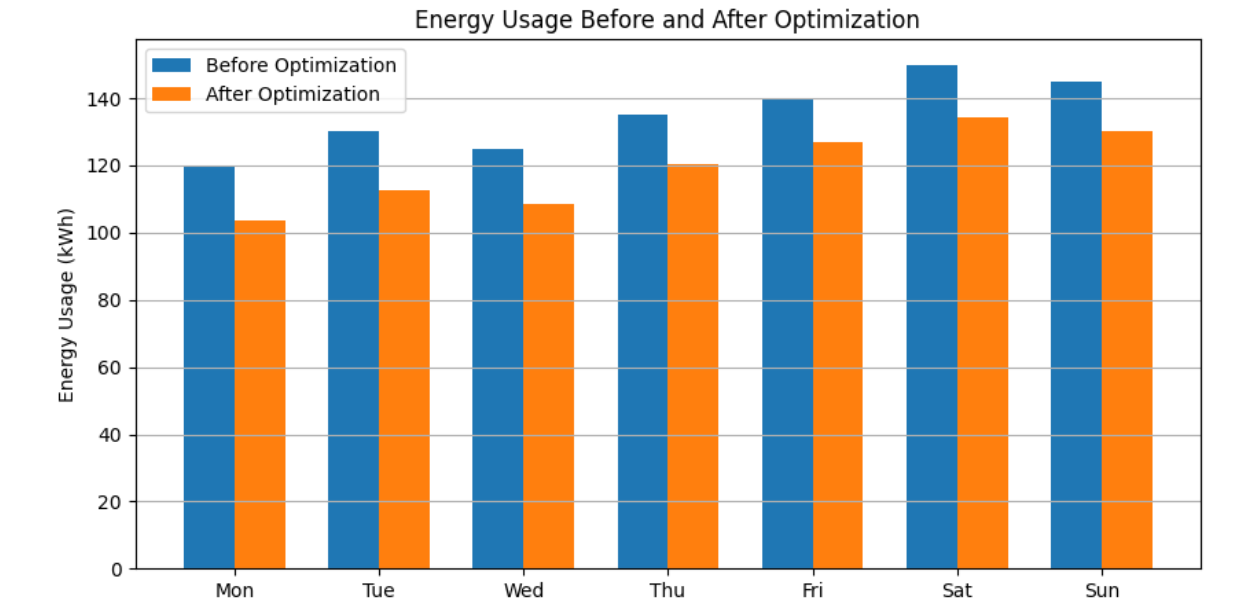 Energy Usage Before and After Optimization
Before Optimization
After Optimization
Energy Usage (kWh)
140
120
100
80
60
40
20
0
Mon Tue Wed Thu Fri Sat Sun